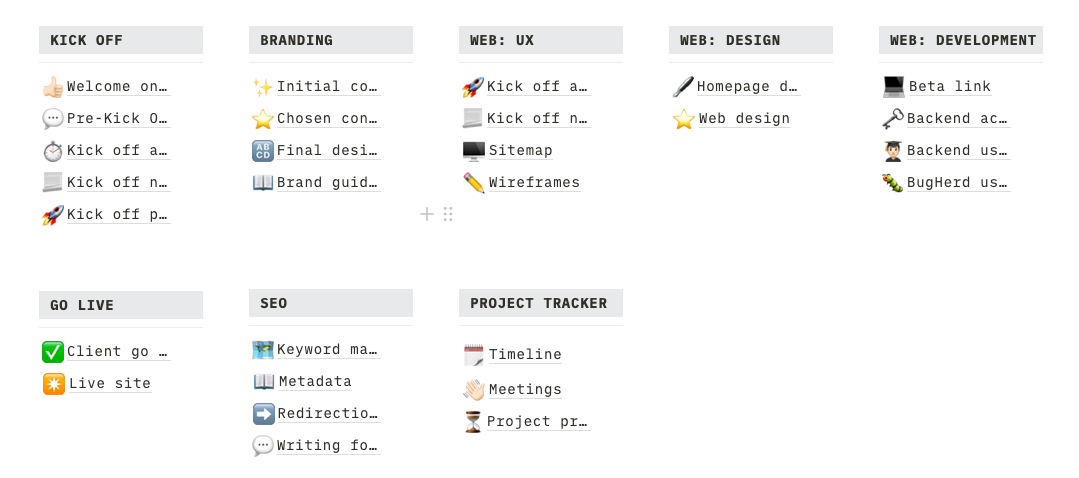 KICK OFF
Welcome on…
Pre-Kick O…
Kick off a…
Kick off n…
Kick off p…
BRANDING
Initial co…
Chosen con…
Final desi…
Brand guid…
WEB: UX
Kick off a…
Kick off n…
Sitemap
Wireframes
WEB: DESIGN
Homepage d…
Web design
WEB: DEVELOPMENT
Beta link
Backend ac…
Backend us…
BugHerd us…
GO LIVE
Client go …
Live site
SEO
Keyword ma…
Metadata
Redirectio…
Writing fo…
PROJECT TRACKER
Timeline
Meetings
Project pr…